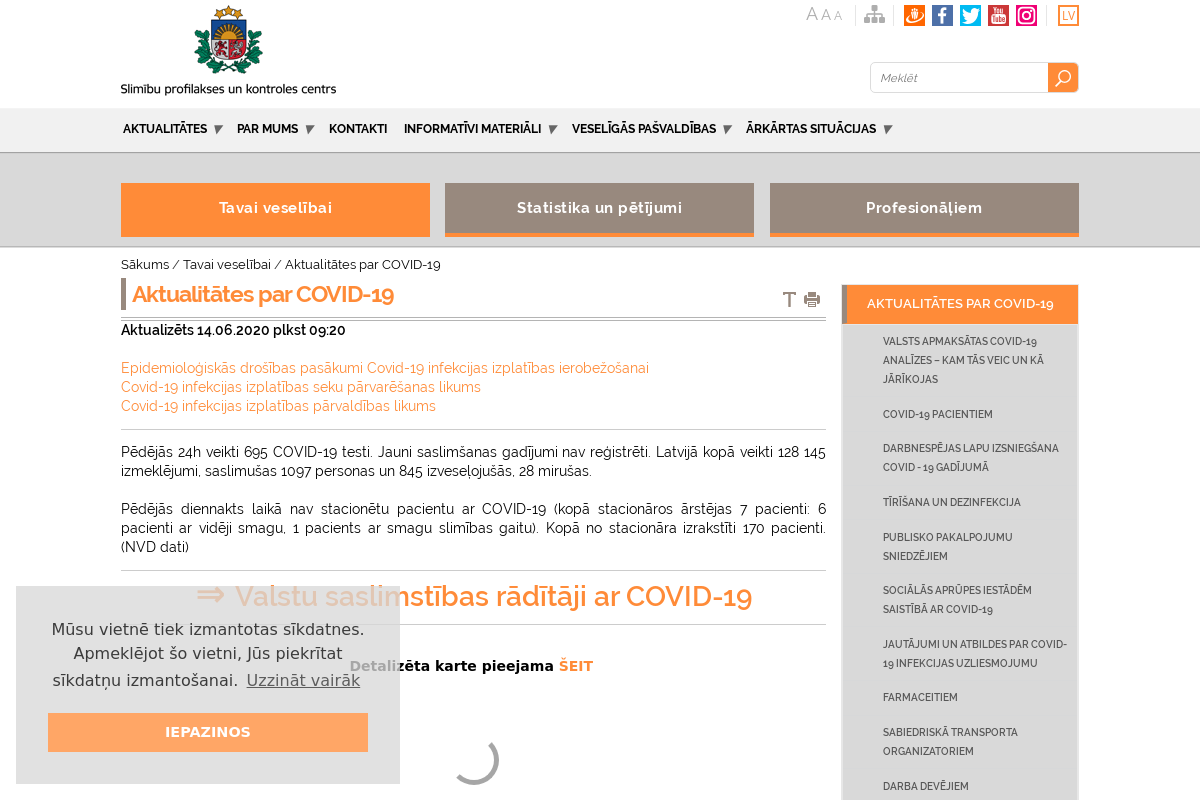 A A A
You
Tube
LV
Slimību profilakses un kontroles centrs
Meklēt
AKTUALITĀTES PAR MUMS KONTAKTI INFORMATĪVI MATERIĀLI VESELĪGĀS PAŠVALDĪBAS ĀRKĀRTAS SITUĀCIJAS
Tavai veselībai
Statistika un pētījumi
Profesionāļiem
Sākums / Tavai veselībai / Aktualitātes par COVID-19
Aktualitātes par COVID-19
Aktualizēts 14.06.2020 plkst 09:20
Epidemioloģiskās drošības pasākumi Covid-19 infekcijas izplatības ierobežošanai
Covid-19 infekcijas izplatības seku pārvarēšanas likums
Covid-19 infekcijas izplatības pārvaldības likums
Pēdējās 24h veikti 695 COVID-19 testi. Jauni saslimšanas gadījumi nav reģistrēti. Latvijā kopā veikti 128 145
izmeklējumi, saslimušas 1097 personas un 845 izveseļojušās, 28 mirušas.
Pēdējās diennakts laikā nav stacionētu pacientu ar COVID-19 (kopā stacionāros ārstējas 7 pacienti: 6
pacienti ar vidēji smagu, 1 pacients ar smagu slimības gaitu). Kopā no stacionāra izrakstīti 170 pacienti.
(NVD dati)
⇒ Valstu saslimstības rādītāji ar COVID-19
Detalizēta karte pieejama ŠEIT
Mūsu vietnē tiek izmantotas sīkdatnes.
Apmeklējot šo vietni, Jūs piekrītat
sīkdatņu izmantošanai. Uzzināt vairāk
IEPAZINOS
AKTUALITĀTES PAR COVID-19
VALSTS APMAKSĀTAS COVID-19
ANALĪZES – KAM TĀS VEIC UN KĀ
JĀRĪKOJAS
COVID-19 PACIENTIEM
DARBNESPĒJAS LAPU IZSNIEGŠANA
COVID - 19 GADĪJUMĀ
TĪRĪŠANA UN DEZINFEKCIJA
PUBLISKO PAKALPOJUMU
SNIEDZĒJIEM
SOCIĀLĀS APRŪPES IESTĀDĒM
SAISTĪBĀ AR COVID-19
JAUTĀJUMI UN ATBILDES PAR COVID-
19 INFEKCIJAS UZLIESMOJUMU
FARMACEITIEM
SABIEDRISKĀ TRANSPORTA
ORGANIZATORIEM
DARBA DEVĒJIEM